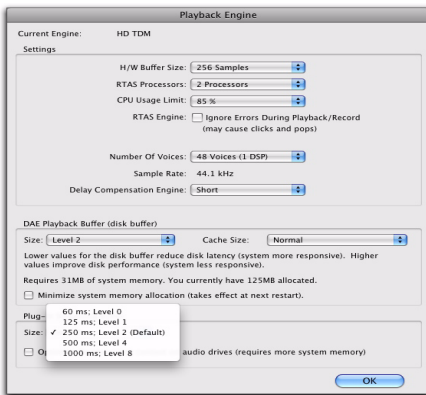 Playback Engine
Current Engine: HD TDM
Settings
H/W Buffer Size: 256 Samples
RTAS Processors: 2 Processors
CPU Usage Limit: 85 %
RTAS Engine: Ignore Errors During Playback/Record
(may cause clicks and pops)
Number Of Voices: 48 Voices (1 DSP)
Sample Rate: 44.1 kHz
Delay Compensation Engine: Short
DAE Playback Buffer (disk buffer)
Size: Level 2 Cache Size: Normal
Lower values for the disk buffer reduce disk latency (system more responsive). Higher
values improve disk performance (system less responsive).
Requires 31MB of system memory. You currently have 125MB allocated.
Minimize system memory allocation (takes effect at next restart).
60 ms; Level 0
Plug-
125 ms; Level 1
Size: ✓ 250 ms; Level 2 (Default)
500 ms; Level 4
Op audio drives (requires more system memory)
1000 ms; Level 8
OK